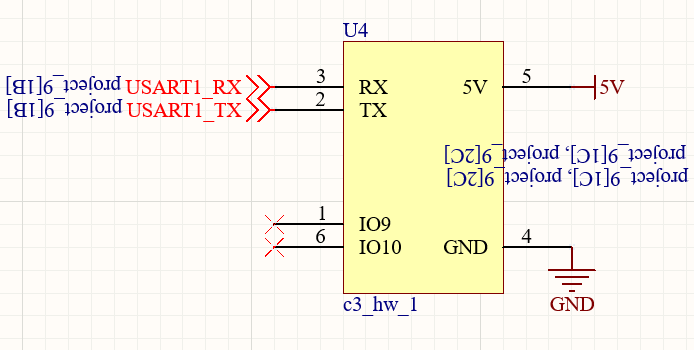 U4
project_9[1B] USART1_RX 3 RX 5V 5 5V
project_9[1B] USART1_TX 2 TX
project_9[1C], project_9[2C]
project_9[1C], project_9[2C]
1 IO9
6 IO10 GND 4
c3_hw_1 GND